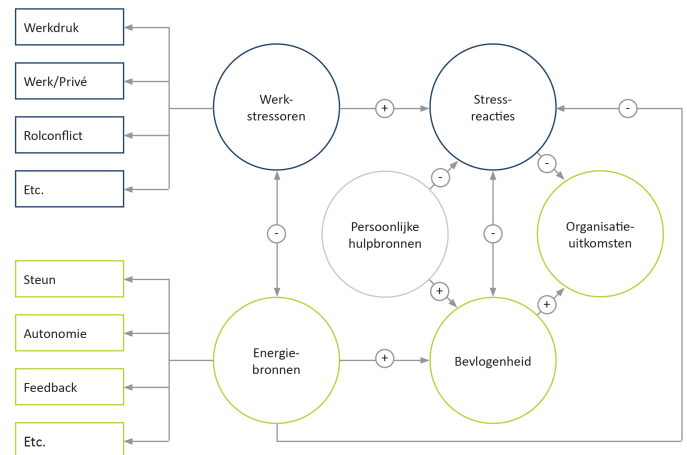 Werkdruk
Werk/Privé
Rolconflict
Etc.
Werk-
stressoren
+
Stress-
reacties
-
-
-
Persoonlijke
hulpbronnen
-
-
Organisatie-
uitkomsten
+
+
Steun
Autonomie
Feedback
Etc.
Energie-
bronnen
+
Bevlogenheid